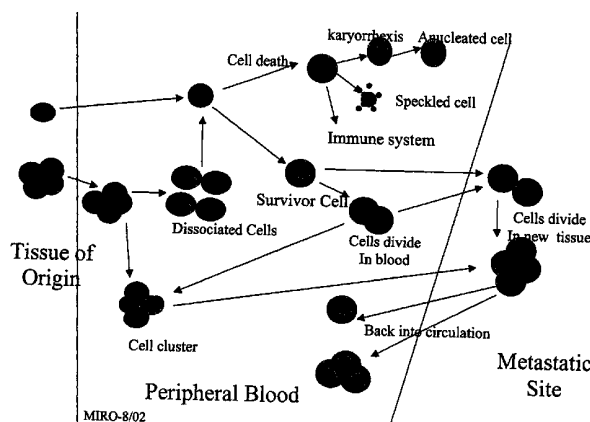 karyorrhexis
Anucleated cell
Cell death
Speckled cell
Immune system
Survivor Cell
Dissociated Cells
Cells divide
In blood
Cells divide
In new tissue
Tissue of
Origin
Cell cluster
Back into circulation
Metastatic
Site
Peripheral Blood
MIRO-8/02